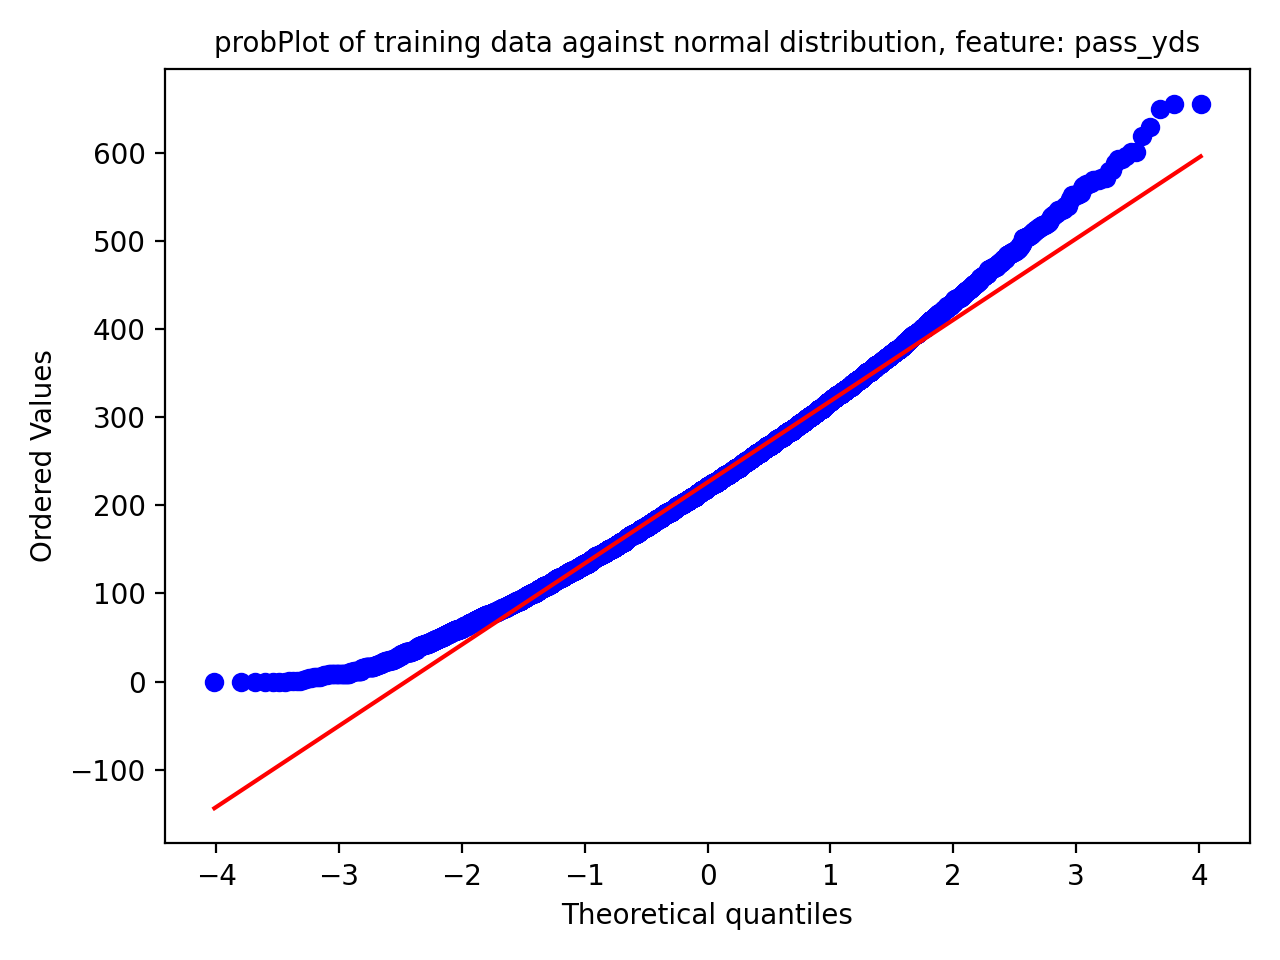 probPlot of training data against normal distribution, feature: pass_yds
600
500
400
300
200
100
0
−100
Ordered Values
−4 −3 −2 −1 0 1 2 3 4
Theoretical quantiles